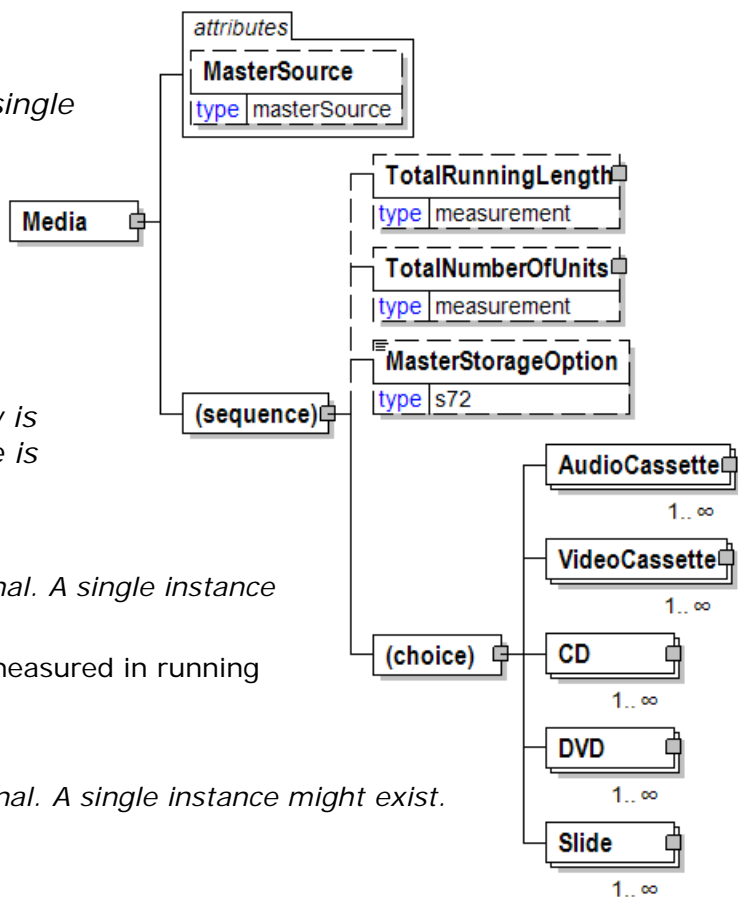 attributes
MasterSource
type masterSource
single
TotalRunningLength
type measurement
Media
TotalNumberOfUnits
type measurement
MasterStorageOption
type s72
y is
(sequence)
e is
AudioCassette
1.. ∞
VideoCassette
1.. ∞
nal. A single instance
(choice)
measured in running
CD
1.. ∞
DVD
1.. ∞
nal. A single instance might exist.
Slide
1.. ∞